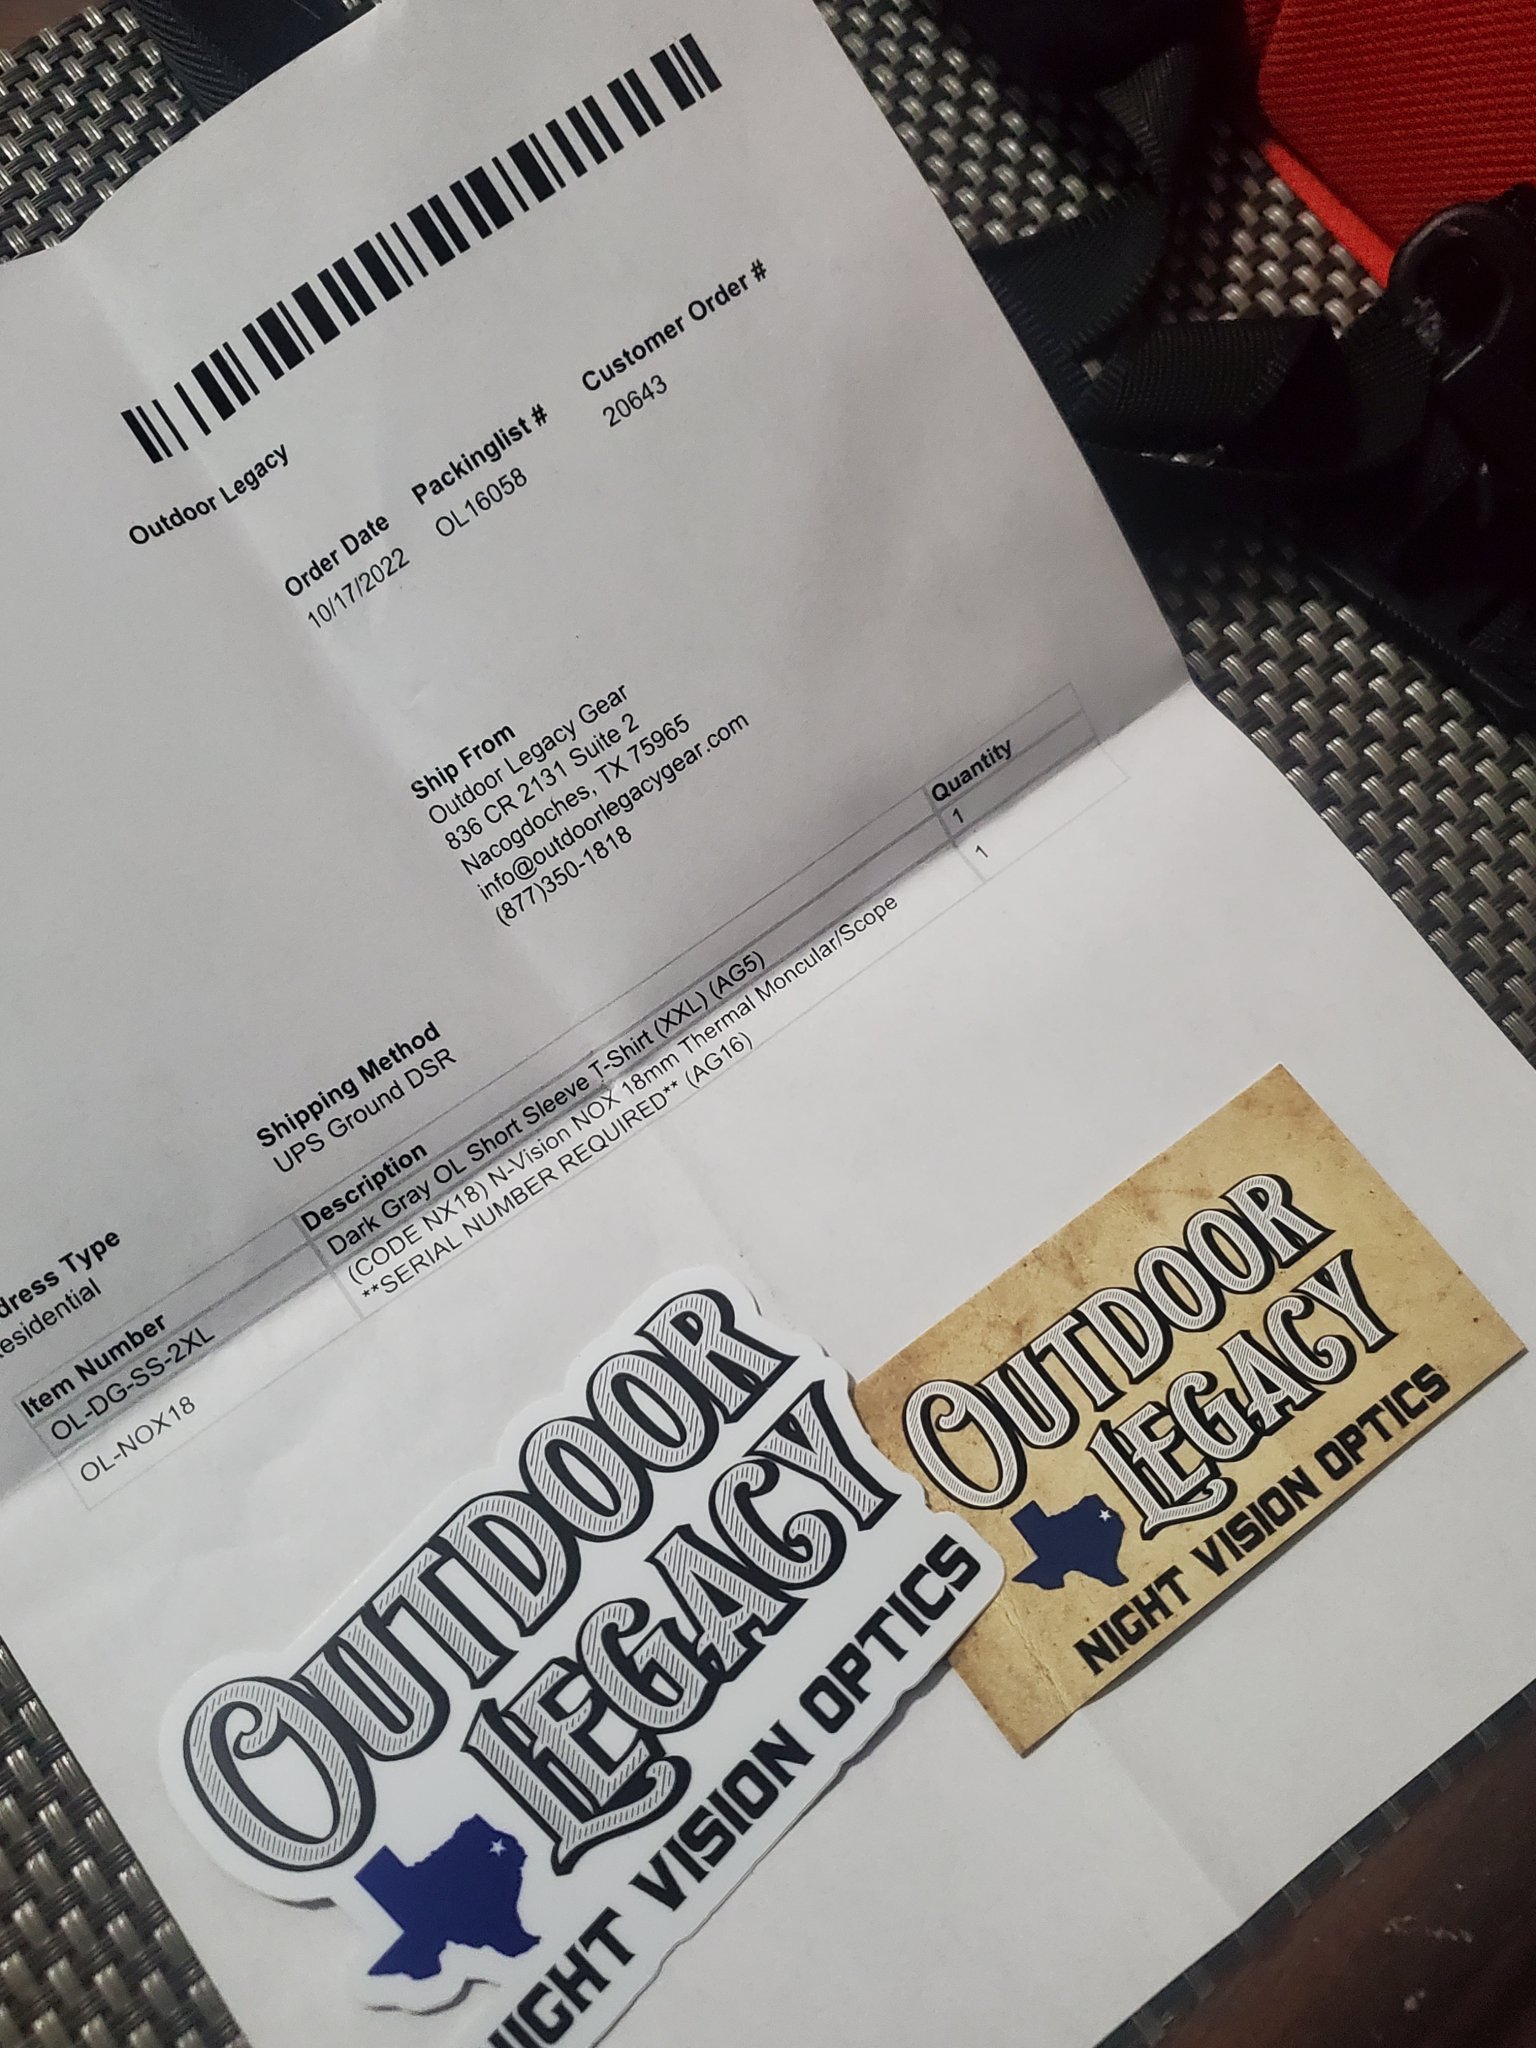 Outdoor Legacy
Order Date
10/17/2022
Packinglist #
OL16058
Customer Order #
20643
Ship From
Outdoor Legacy Gear
836 CR 2131 Suite 2
Nacogdoches, TX 75965
info@outdoorlegacygear.com
(877)350-1818
Shipping Method
UPS Ground DSR
dress Type
esidential
Item Number Description Quantity
OL-DG-SS-2XL Dark Gray OL Short Sleeve T-Shirt (XXL) (AG5) 1
OL-NOX18 (CODE NX18) N-Vision NOX 18mm Thermal Moncular/Scope 1
**SERIAL NUMBER REQUIRED** (AG16)
OUTDOOR
LEGACY
NIGHT VISION OPTICS
OUTDOOR
LEGACY
NIGHT VISION OPTICS